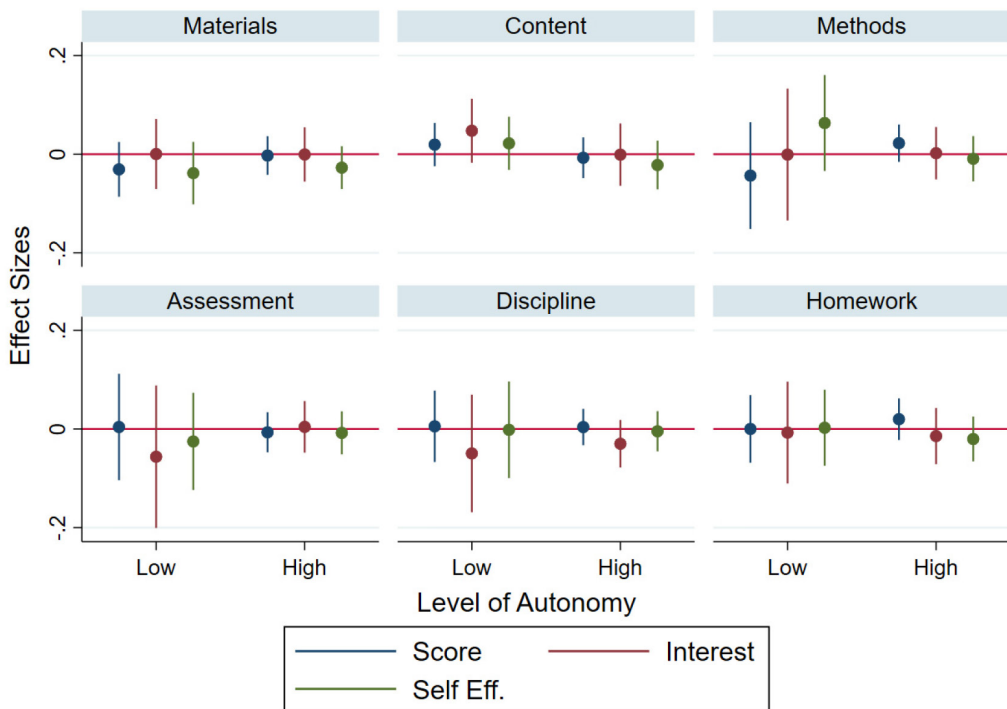 Materials Content Methods
.2
0
-.2
Effect Sizes
Assessment Discipline Homework
.2
0
-.2
Low High Low High Low High
Level of Autonomy
Score Interest
Self Eff.